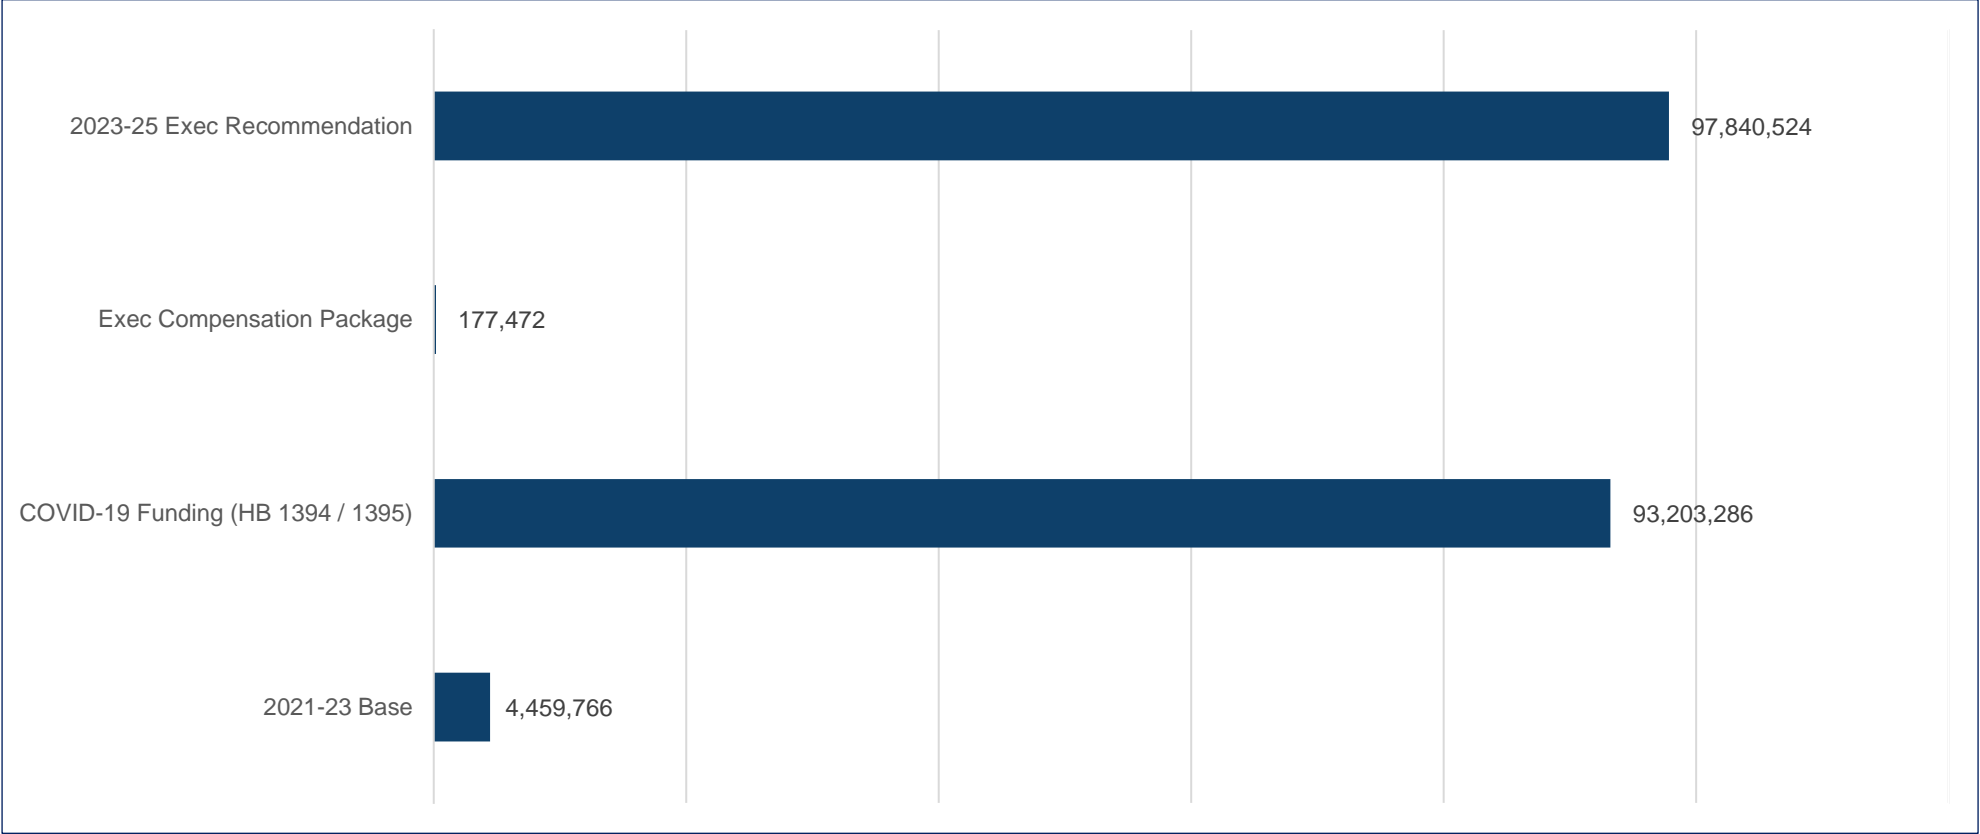 2023-25 Exec Recommendation 97,840,524
Exec Compensation Package 177,472
COVID-19 Funding (HB 1394 / 1395) 93,203,286
2021-23 Base 4,459,766